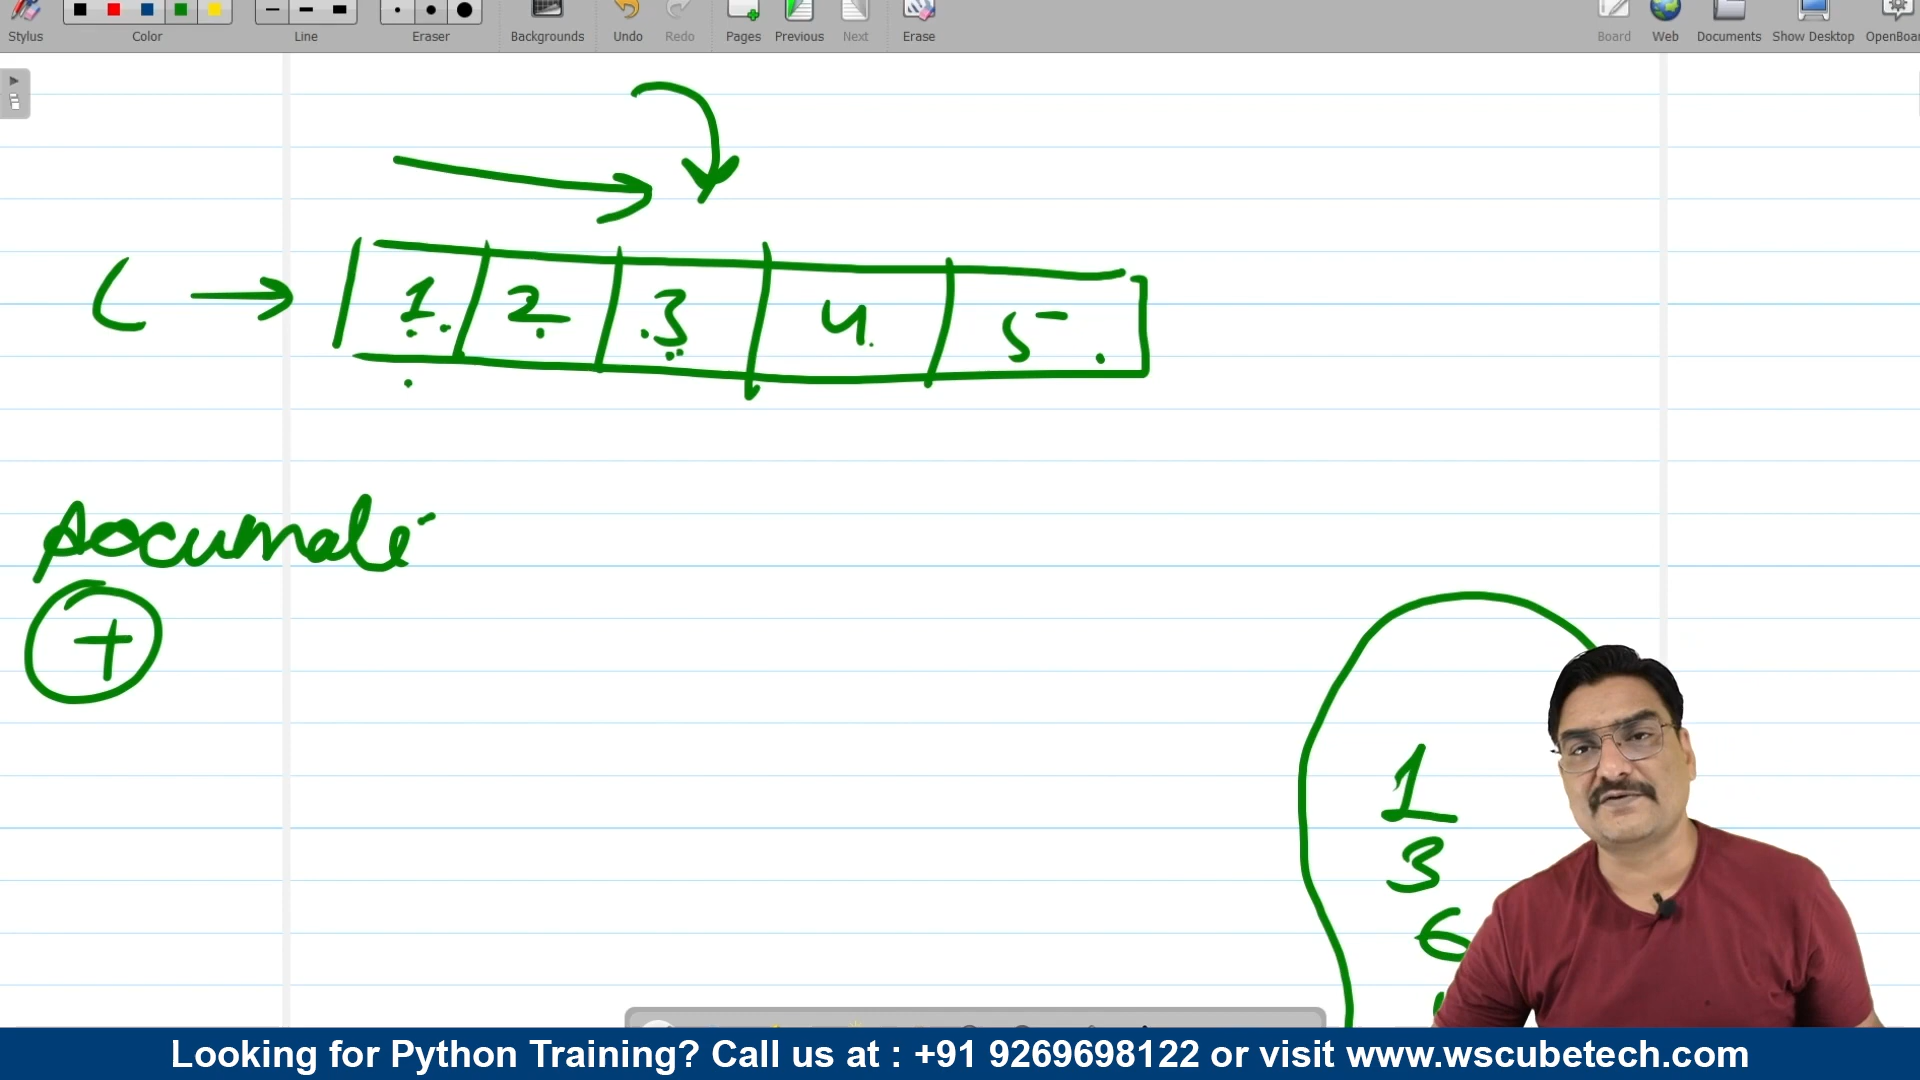 Stylus Color Line Eraser Backgrounds Undo Redo Pages Previous Next Erase Board Web Documents Show Desktop OpenBoar
1 2 3 4 5
+
1
3
6
Looking for Python Training? Call us at : +91 9269698122 or visit www.wscubetech.com